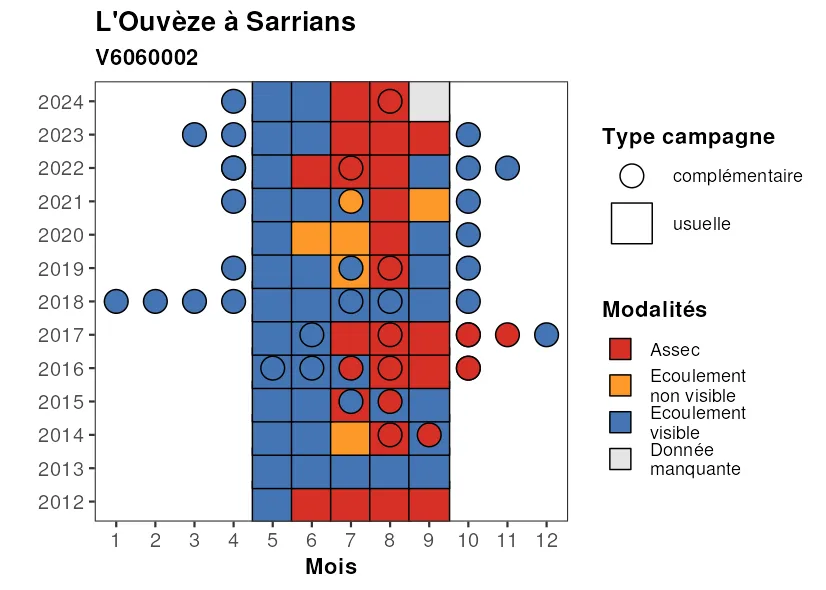 L'Ouvèze à Sarrians
V6060002
2024
2023
2022
2021
2020
2019
2018
2017
2016
2015
2014
2013
2012
1 2 3 4 5 6 7 8 9 10 11 12
Mois
Type campagne
complémentaire
usuelle
Modalités
Assec
Ecoulement
non visible
Ecoulement
visible
Donnée
manquante